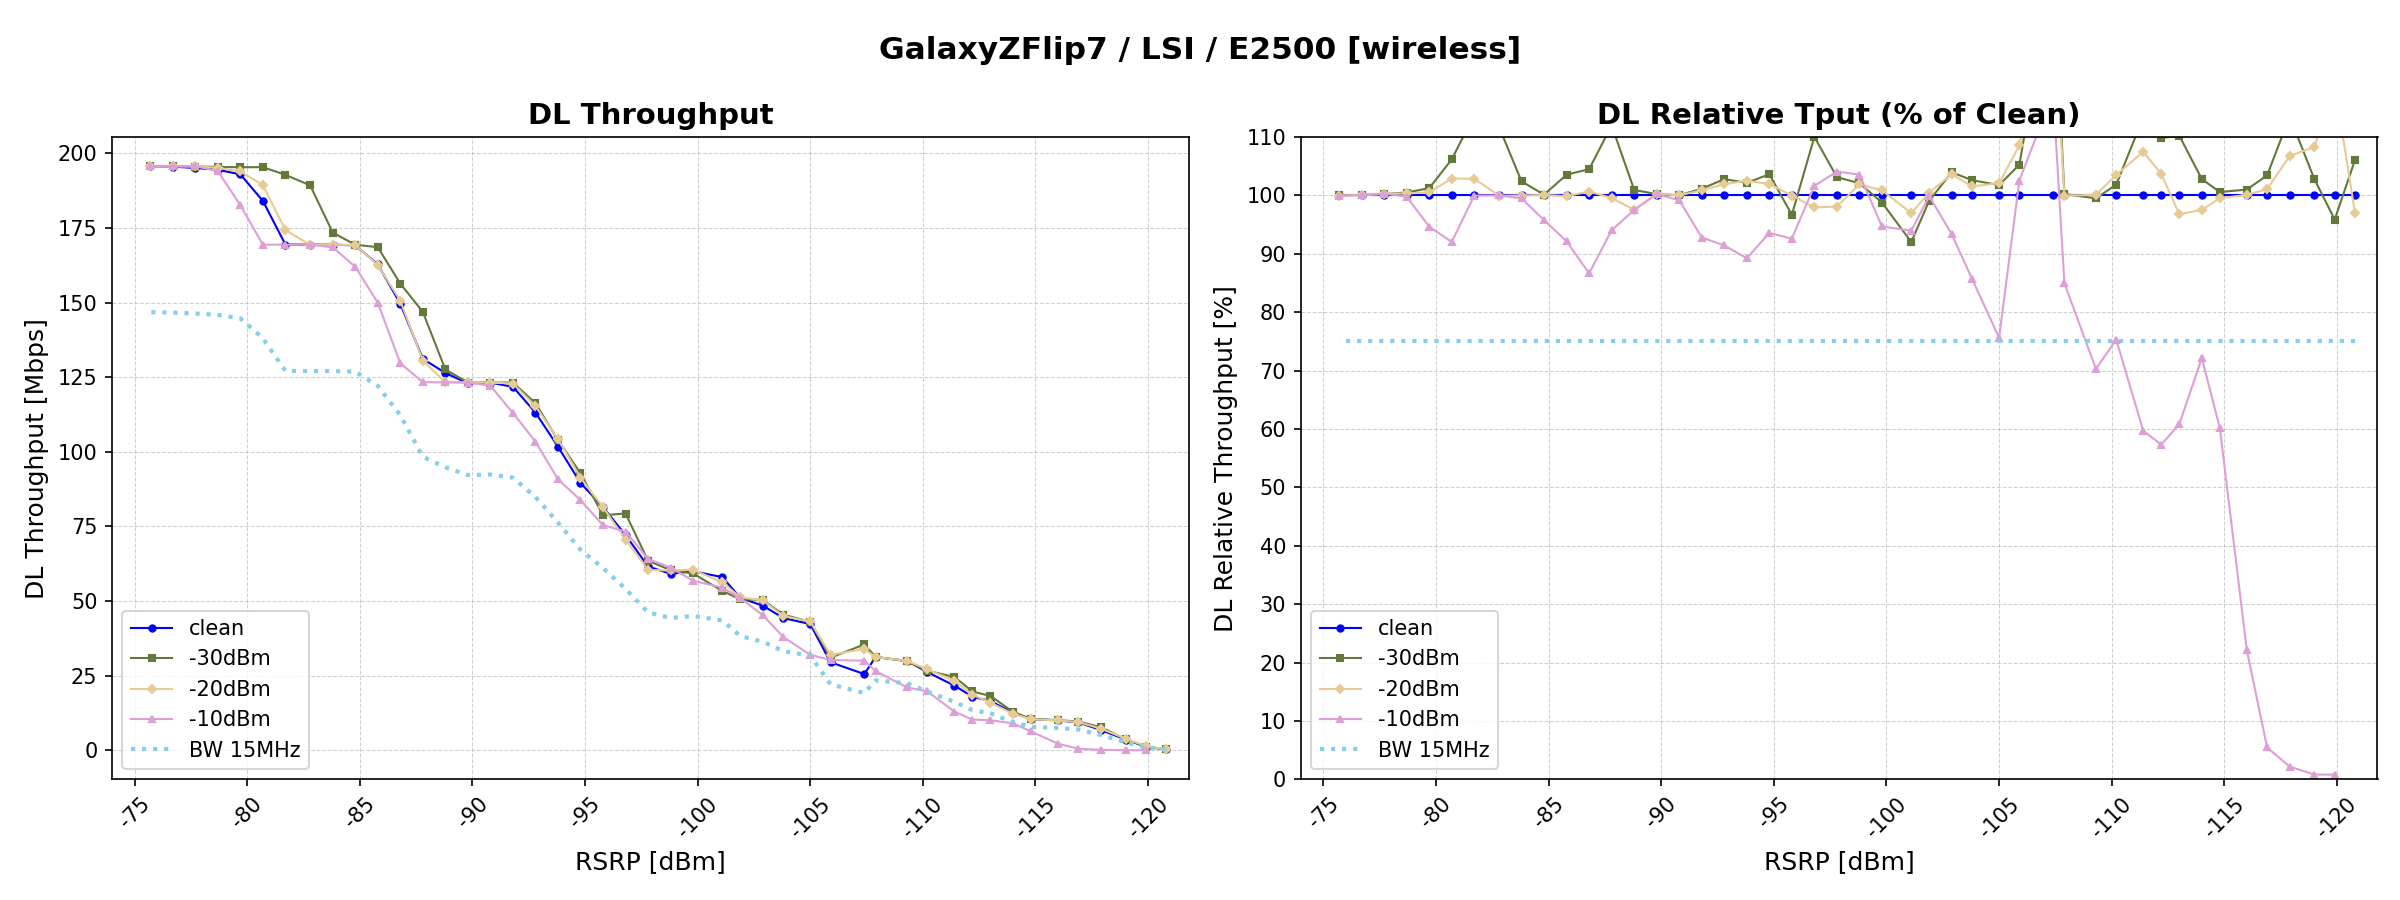 GalaxyZFlip7 / LSI / E2500 [wireless]
DL Throughput
DL Throughput [Mbps]
200
175
150
125
100
75
50
25
0
clean
-30dBm
-20dBm
-10dBm
BW 15MHz
-75
-80
-85
-90
-95
-100
-105
-110
-115
-120
RSRP [dBm]
DL Relative Tput (% of Clean)
DL Relative Throughput [%]
110
100
90
80
70
60
50
40
30
20
10
0
clean
-30dBm
-20dBm
-10dBm
BW 15MHz
-75
-80
-85
-90
-95
-100
-105
-110
-115
-120
RSRP [dBm]